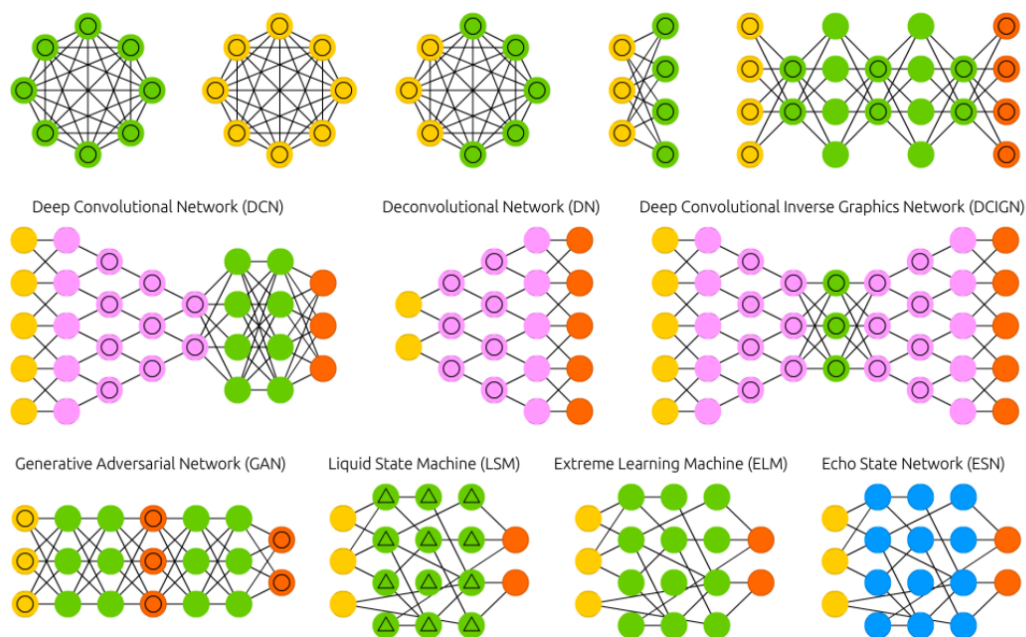 Deep Convolutional Network (DCN)
Deconvolutional Network (DN)
Deep Convolutional Inverse Graphics Network (DCIGN)
Generative Adversarial Network (GAN)
Liquid State Machine (LSM)
Extreme Learning Machine (ELM)
Echo State Network (ESN)